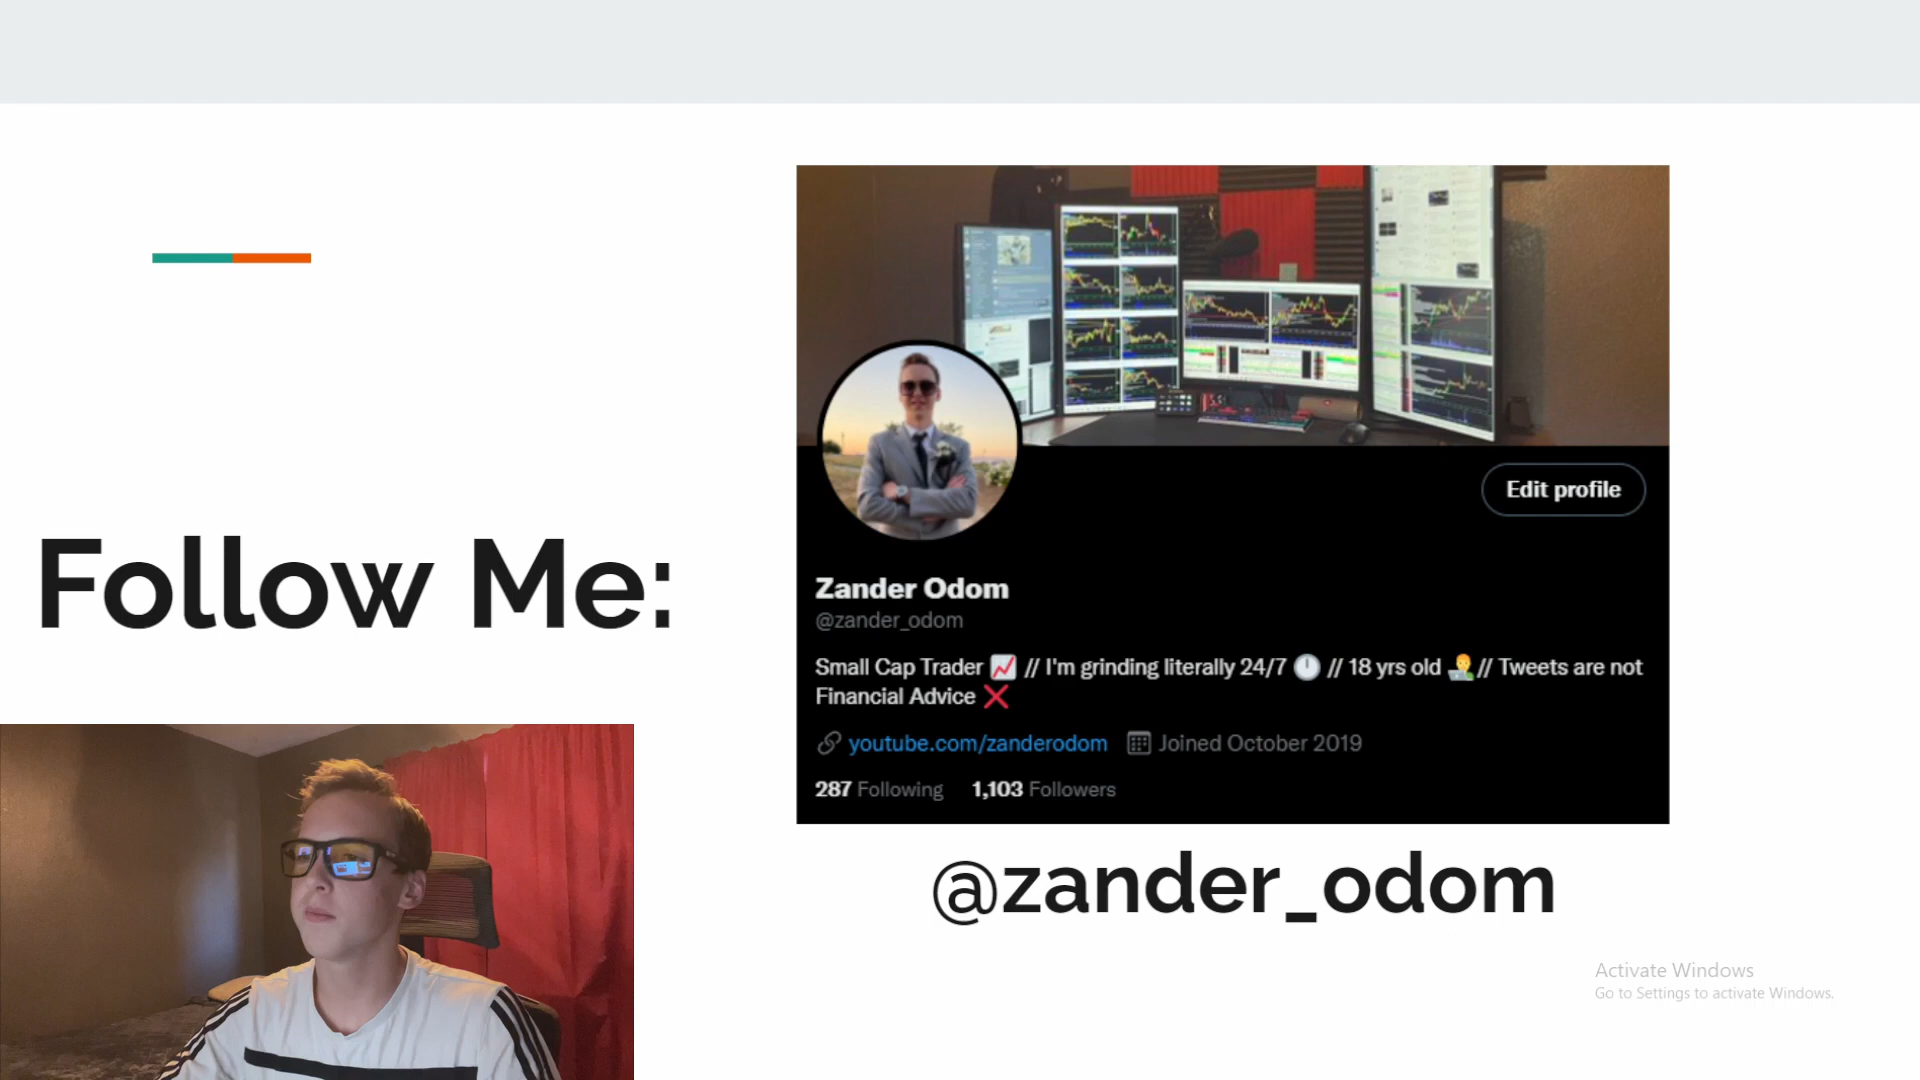 Follow Me:
Edit profile
Zander Odom
@zander_odom
Small Cap Trader 📈 // I'm grinding literally 24/7 🕛 // 18 yrs old 👨‍💻 // Tweets are not
Financial Advice ❌
youtube.com/zanderodom Joined October 2019
287 Following 1,103 Followers
@zander_odom
Activate Windows
Go to Settings to activate Windows.